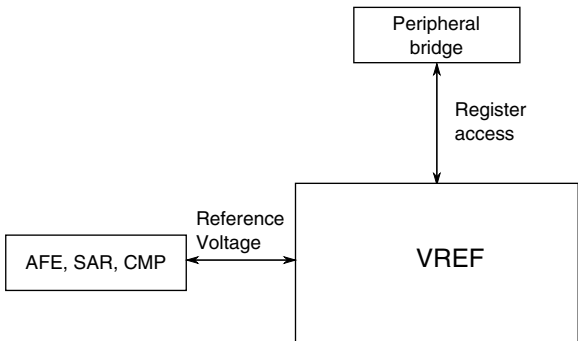 Peripheral
bridge
Register
access
Reference
Voltage
AFE, SAR, CMP
VREF